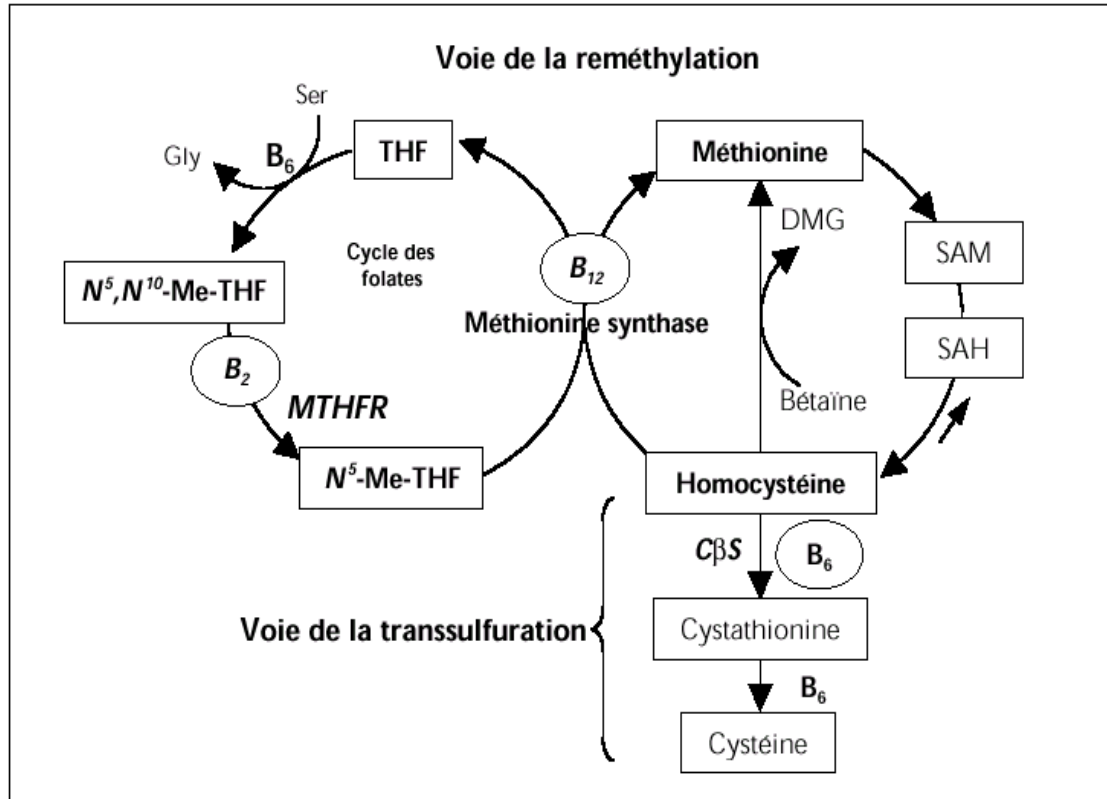 Voie de la reméthylation
Ser
Gly
B6
THF
Méthionine
DMG
SAM
Cycle des
folates
B12
N5,N10-Me-THF
Méthionine synthase
SAH
B2
MTHFR
Bétaïne
N5-Me-THF
Homocystéine
CβS
B6
Voie de la transsulfuration
Cystathionine
B6
Cystéine